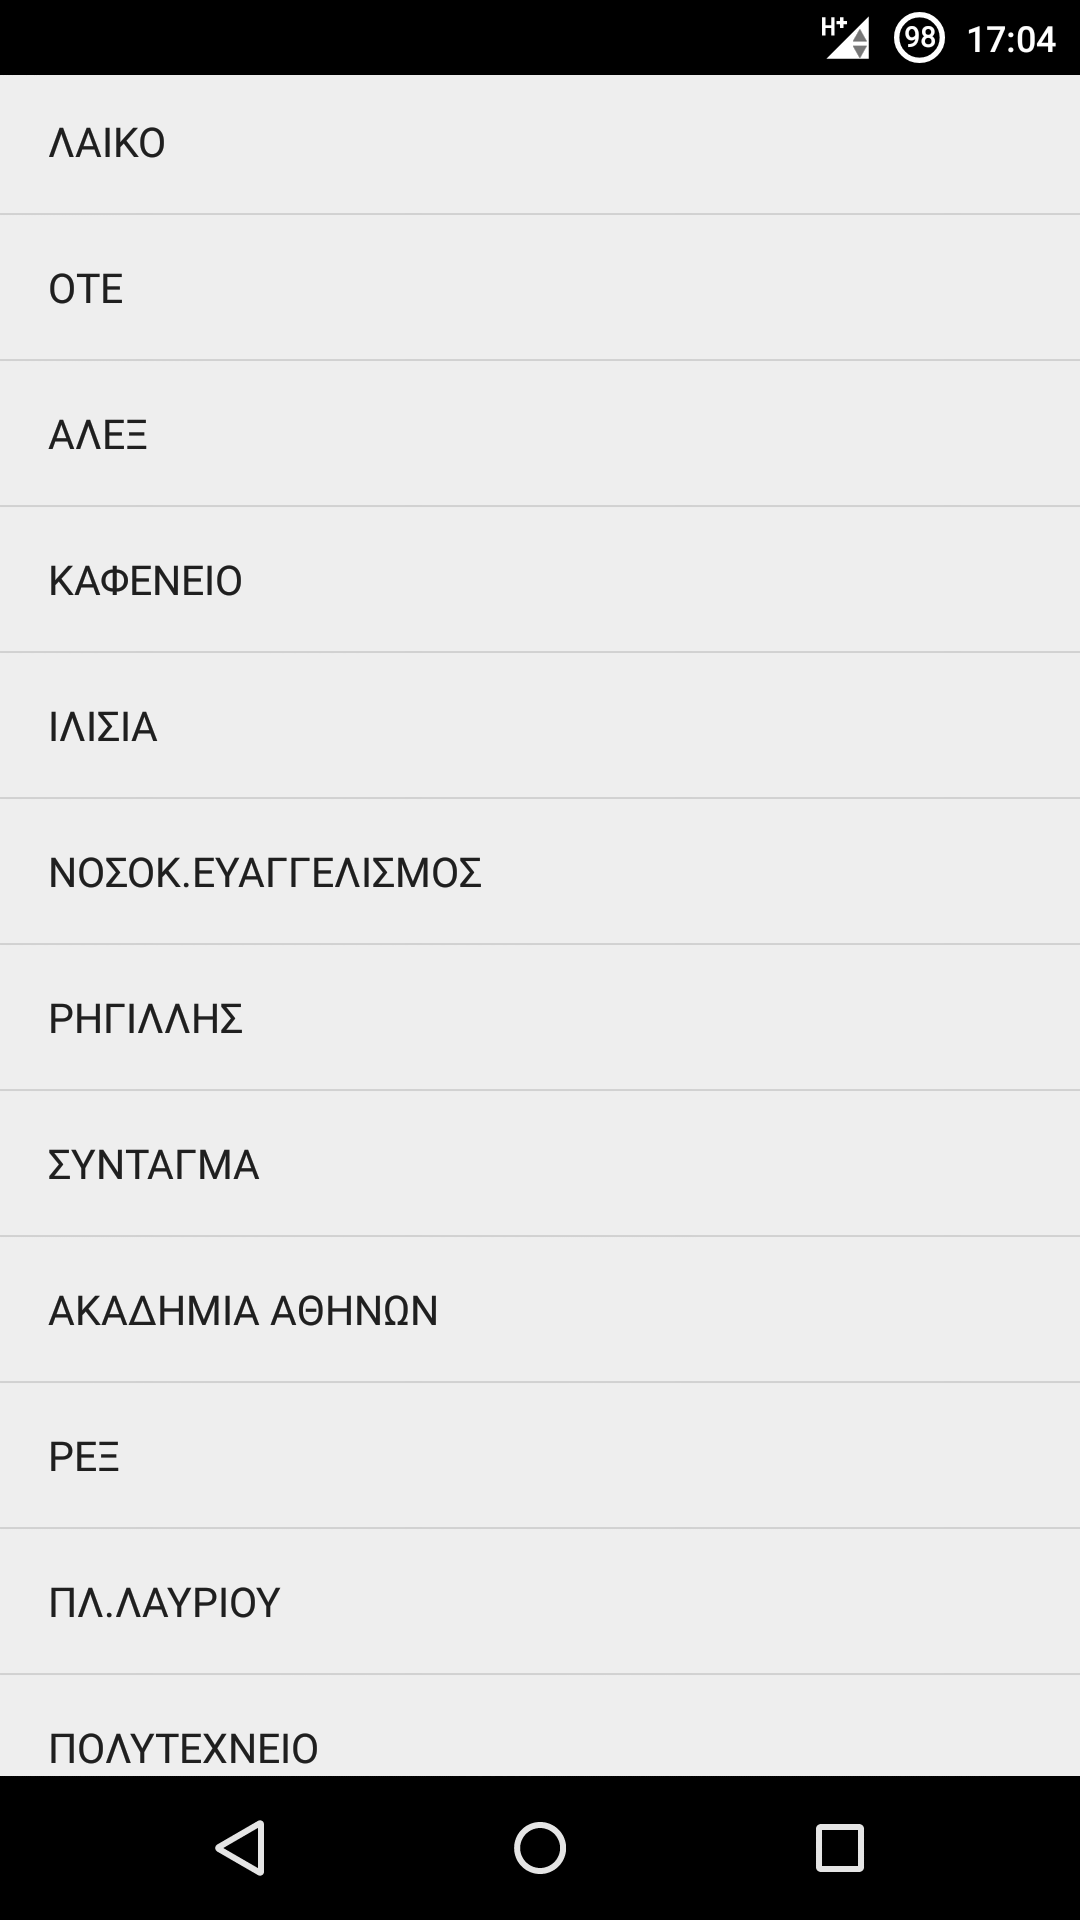 H+ 98 17:04
ΛΑΙΚΟ
ΟΤΕ
ΑΛΕΞ
ΚΑΦΕΝΕΙΟ
ΙΛΙΣΙΑ
ΝΟΣΟΚ.ΕΥΑΓΓΕΛΙΣΜΟΣ
ΡΗΓΙΛΛΗΣ
ΣΥΝΤΑΓΜΑ
ΑΚΑΔΗΜΙΑ ΑΘΗΝΩΝ
ΡΕΞ
ΠΛ.ΛΑΥΡΙΟΥ
ΠΟΛΥΤΕΧΝΕΙΟ